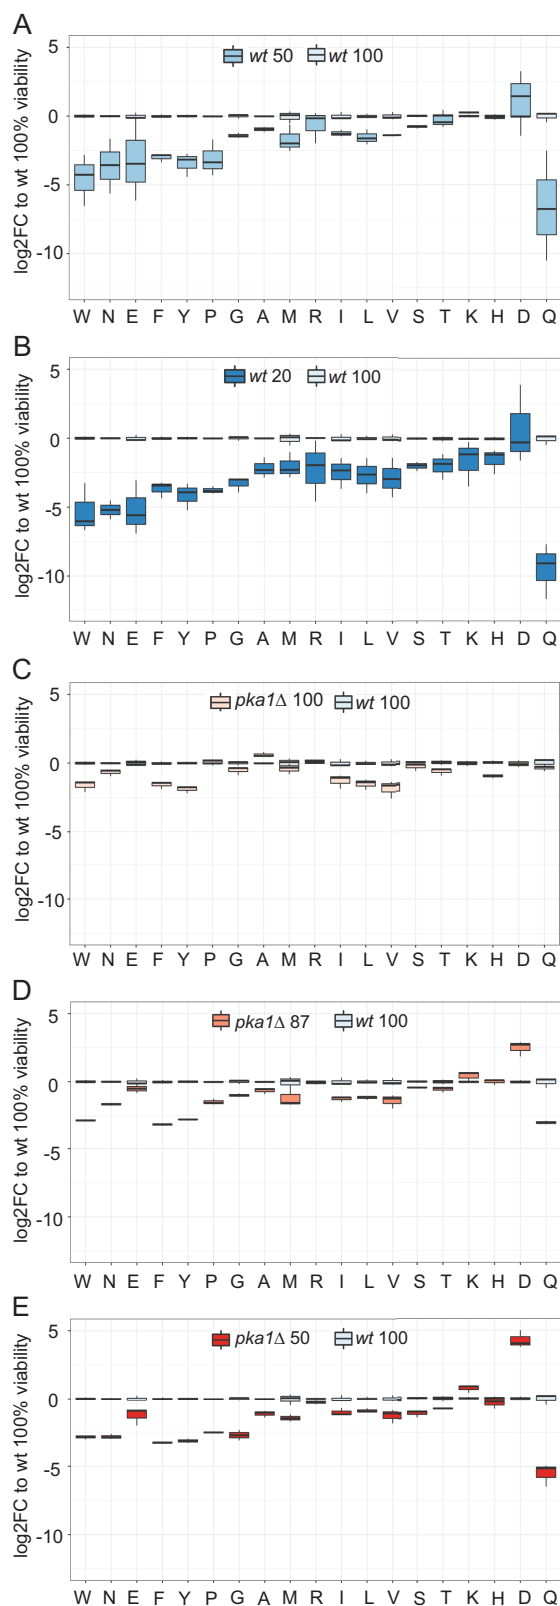 A
wt 50 wt 100
log2FC to wt 100% viability
5
0
-5
-10
W N E F Y P G A M R I L V S T K H D Q
B
wt 20 wt 100
log2FC to wt 100% viability
5
0
-5
-10
W N E F Y P G A M R I L V S T K H D Q
C
pka1Δ 100 wt 100
log2FC to wt 100% viability
5
0
-5
-10
W N E F Y P G A M R I L V S T K H D Q
D
pka1Δ 87 wt 100
log2FC to wt 100% viability
5
0
-5
-10
W N E F Y P G A M R I L V S T K H D Q
E
pka1Δ 50 wt 100
log2FC to wt 100% viability
5
0
-5
-10
W N E F Y P G A M R I L V S T K H D Q